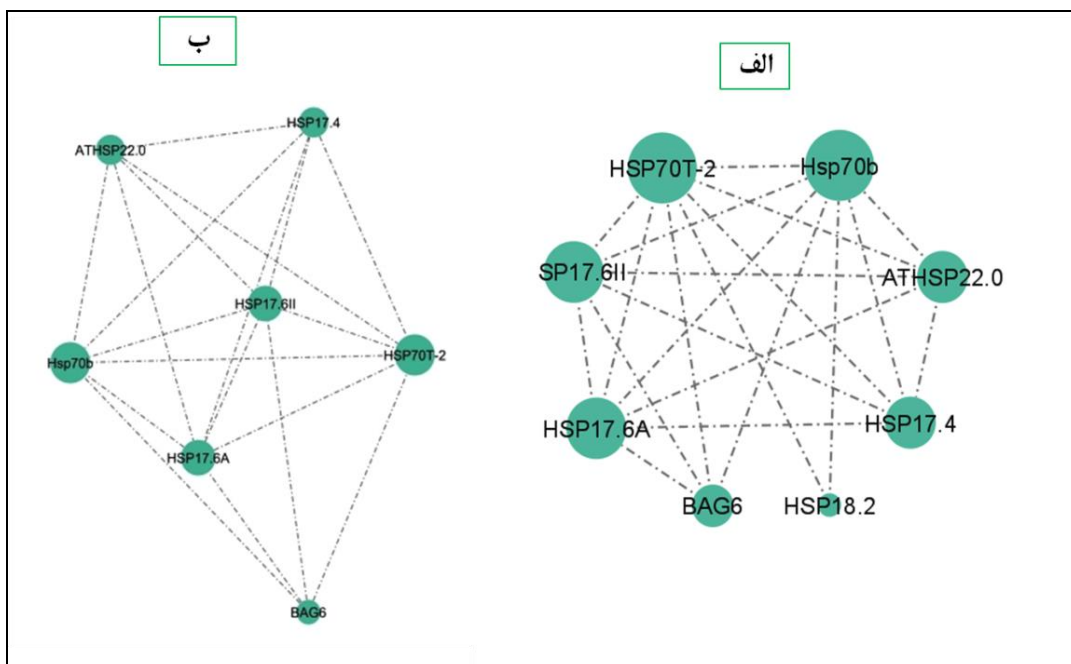 الف
HSP70T-2
Hsp70b
SP17.6II
ATHSP22.0
HSP17.6A
HSP17.4
BAG6
HSP18.2
ب
HSP17.4
ATHSP22.0
HSP17.6II
Hsp70b
HSP70T-2
HSP17.6A
BAG6